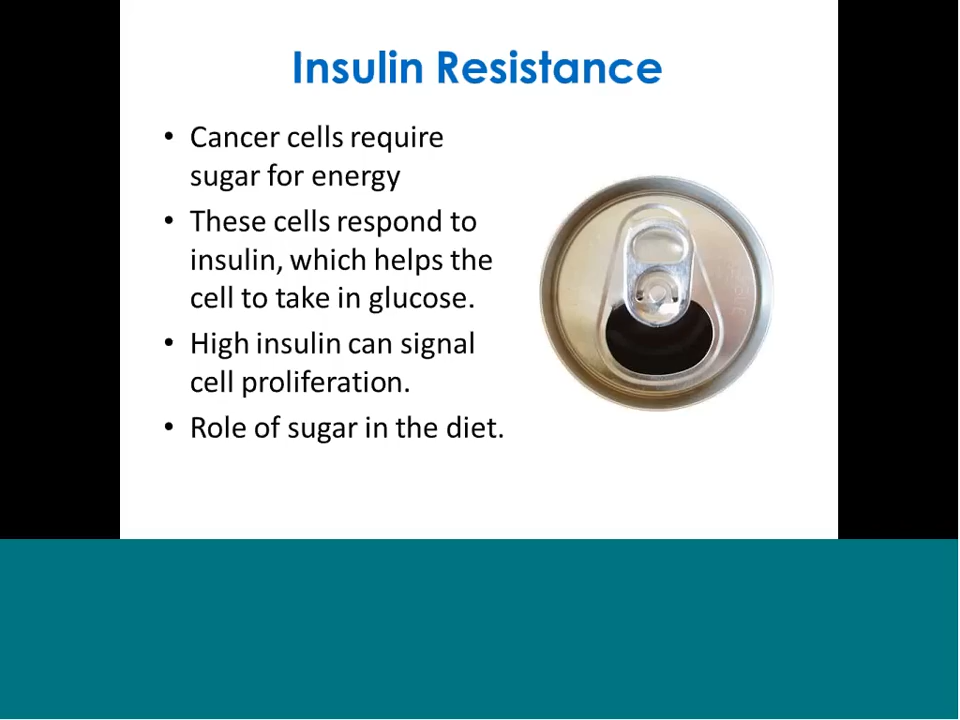 Insulin Resistance
• Cancer cells require
sugar for energy
• These cells respond to
insulin, which helps the
cell to take in glucose.
• High insulin can signal
cell proliferation.
• Role of sugar in the diet.